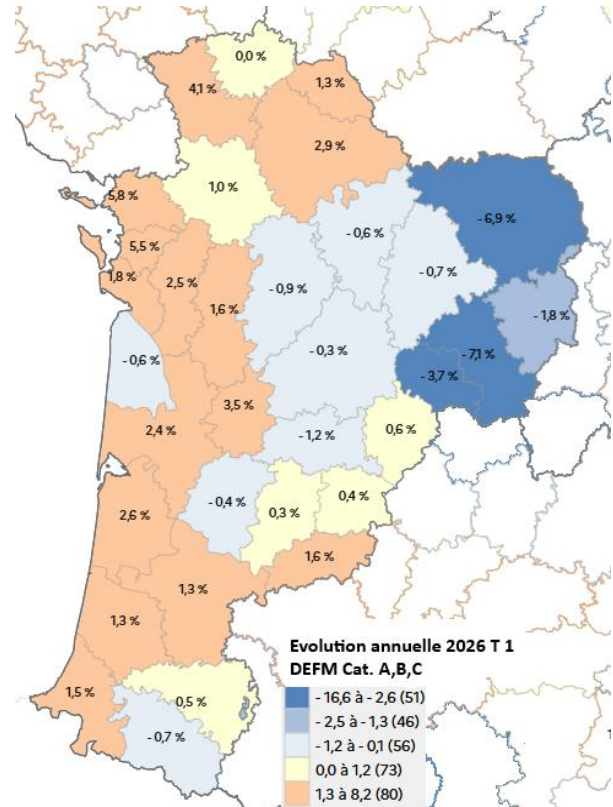 0,0 %
4,1 %
1,3 %
2,9 %
5,8 %
1,0 %
- 6,9 %
5,5 %
- 0,6 %
1,8 %
2,5 %
- 0,9 %
- 0,7 %
1,6 %
- 1,8 %
- 0,6 %
- 0,3 %
- 7,1 %
- 3,7 %
3,5 %
2,4 %
- 1,2 %
0,6 %
- 0,4 %
0,3 %
0,4 %
2,6 %
1,6 %
1,3 %
1,3 %
1,5 %
0,5 %
- 0,7 %
Evolution annuelle 2026 T 1
DEFM Cat. A,B,C
- 16,6 à - 2,6 (51)
- 2,5 à - 1,3 (46)
- 1,2 à - 0,1 (56)
0,0 à 1,2 (73)
1,3 à 8,2 (80)